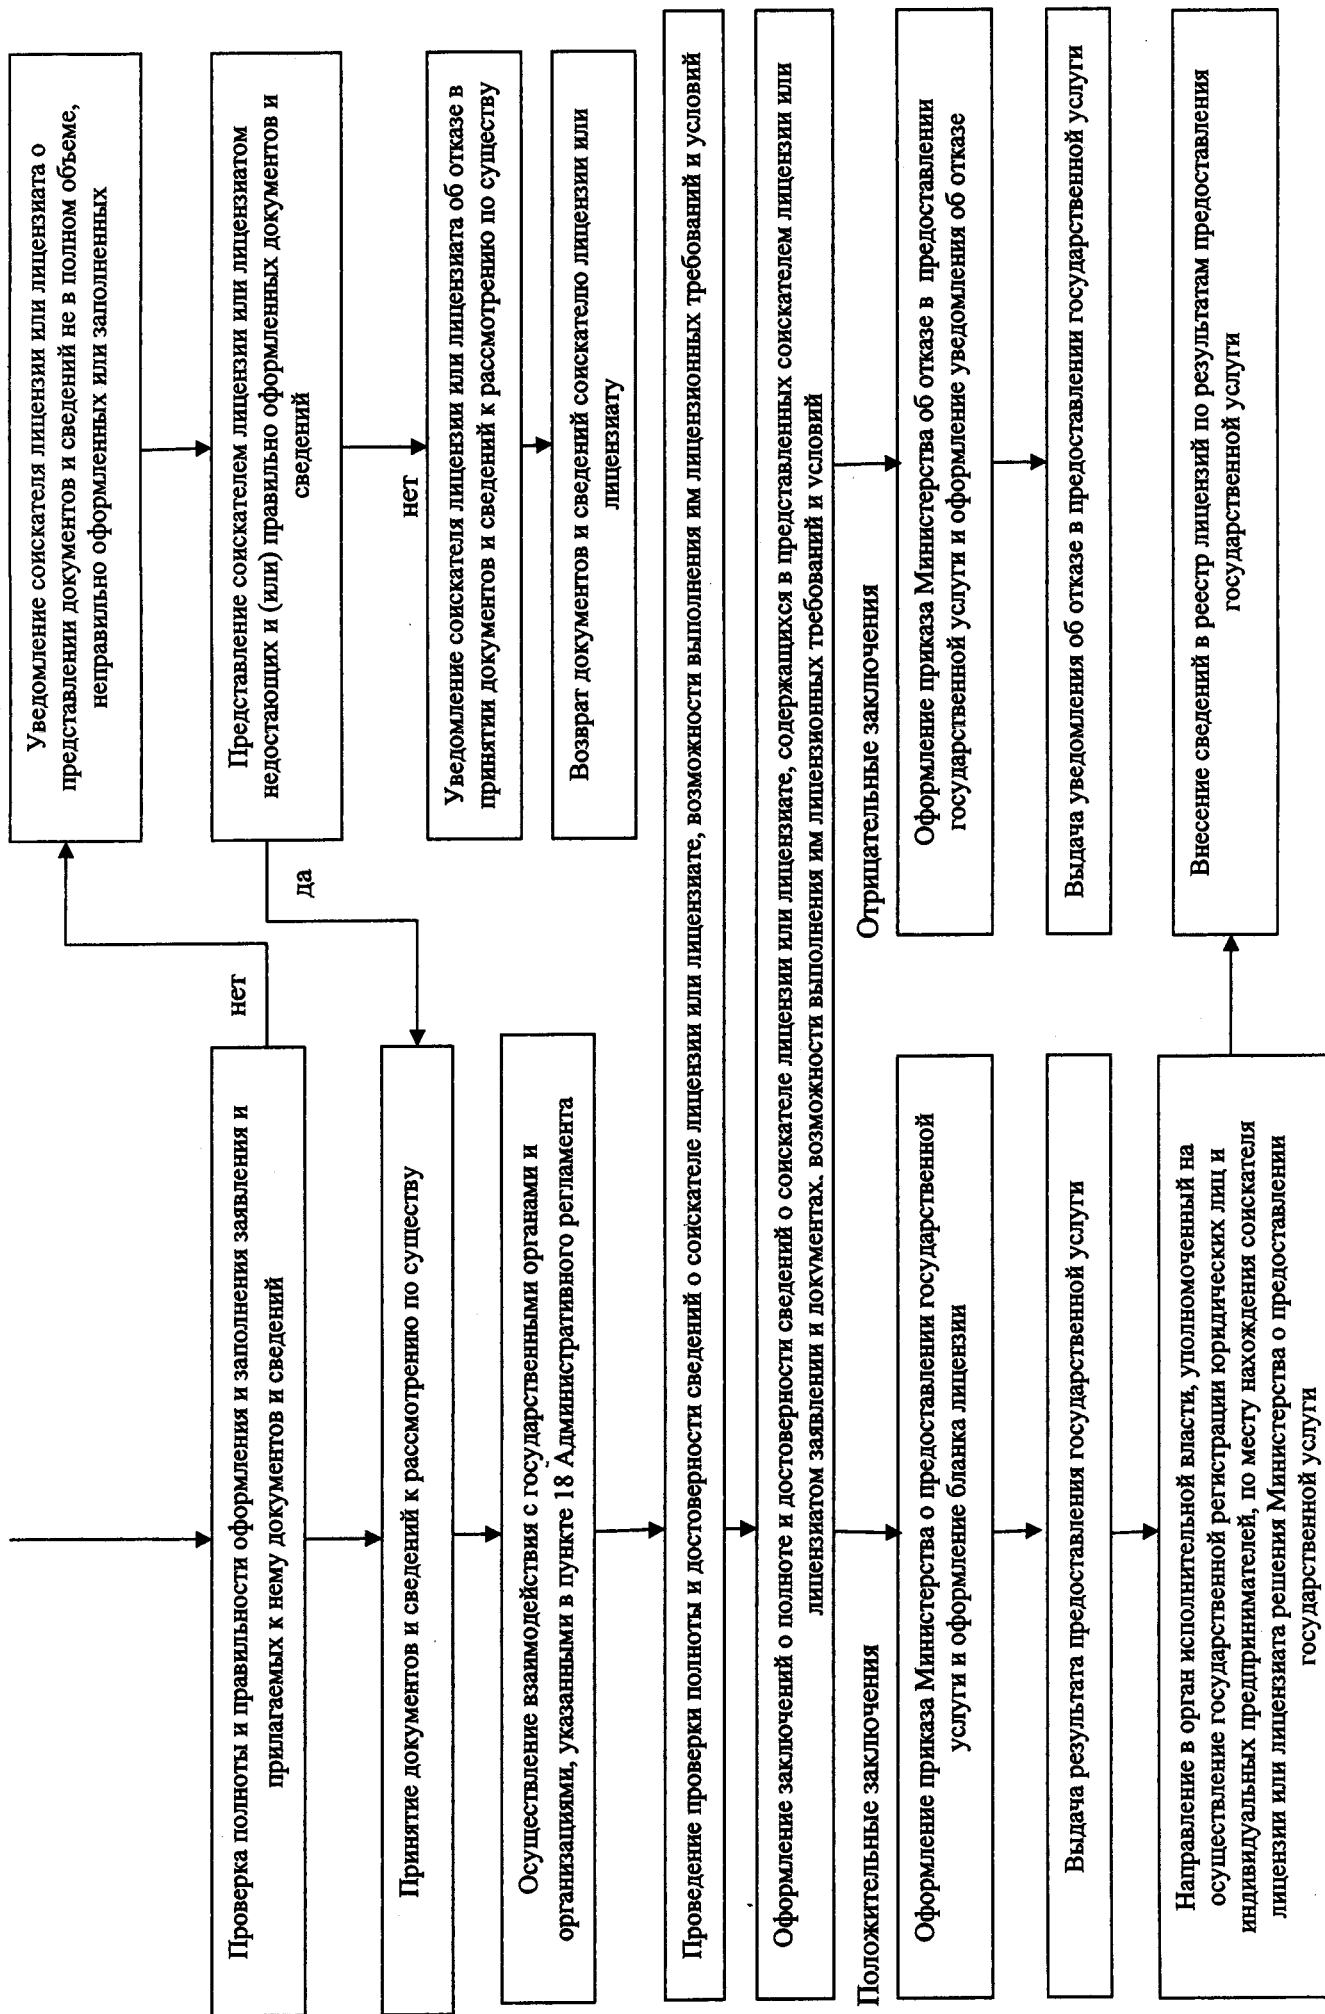 Уведомление соискателя лицензии или лицензиата о
представлении документов и сведений не в полном объеме,
неправильно оформленных или заполненных
нет
Проверка полноты и правильности оформления и заполнения заявления и
прилагаемых к нему документов и сведений
Представление соискателем лицензии или лицензиатом
недостающих и (или) правильно оформленных документов и
сведений
да
нет
Принятие документов и сведений к рассмотрению по существу
Уведомление соискателя лицензии или лицензиата об отказе в
принятии документов и сведений к рассмотрению по существу
Осуществление взаимодействия с государственными органами и
организациями, указанными в пункте 18 Административного регламента
Возврат документов и сведений соискателю лицензии или
лицензиату
Проведение проверки полноты и достоверности сведений о соискателе лицензии или лицензиате, возможности выполнения им лицензионных требований и условий
Оформление заключений о полноте и достоверности сведений о соискателе лицензии или лицензиате, содержащихся в представленных соискателем лицензии или
лицензиатом заявлении и документах, возможности выполнения им лицензионных требований и условий
Положительные заключения
Отрицательные заключения
Оформление приказа Министерства о предоставлении государственной
услуги и оформление бланка лицензии
Оформление приказа Министерства об отказе в предоставлении
государственной услуги и оформление уведомления об отказе
Выдача результата предоставления государственной услуги
Выдача уведомления об отказе в предоставлении государственной услуги
Направление в орган исполнительной власти, уполномоченный на
осуществление государственной регистрации юридических лиц и
индивидуальных предпринимателей, по месту нахождения соискателя
лицензии или лицензиата решения Министерства о предоставлении
государственной услуги
Внесение сведений в реестр лицензий по результатам предоставления
государственной услуги